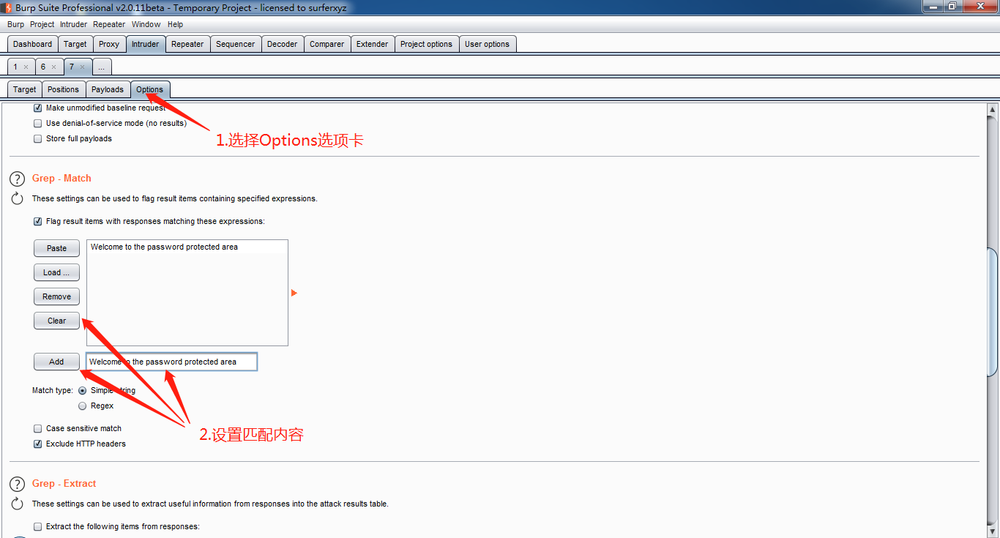 Burp Suite Professional v2.0.11beta - Temporary Project - licensed to surferxyz
Burp Project Intruder Repeater Window Help
Dashboard Target Proxy Intruder Repeater Sequencer Decoder Comparer Extender Project options User options
1 × 6 × 7 × ...
Target Positions Payloads Options
Make unmodified baseline request
Use denial-of-service mode (no results)
Store full payloads
1.选择Options选项卡
? Grep - Match
These settings can be used to flag result items containing specified expressions.
Flag result items with responses matching these expressions:
Paste
Welcome to the password protected area
Load ...
Remove
Clear
Add
Welcome to the password protected area
Match type: Simple string
Regex
Case sensitive match
2.设置匹配内容
Exclude HTTP headers
? Grep - Extract
These settings can be used to extract useful information from responses into the attack results table.
Extract the following items from responses: